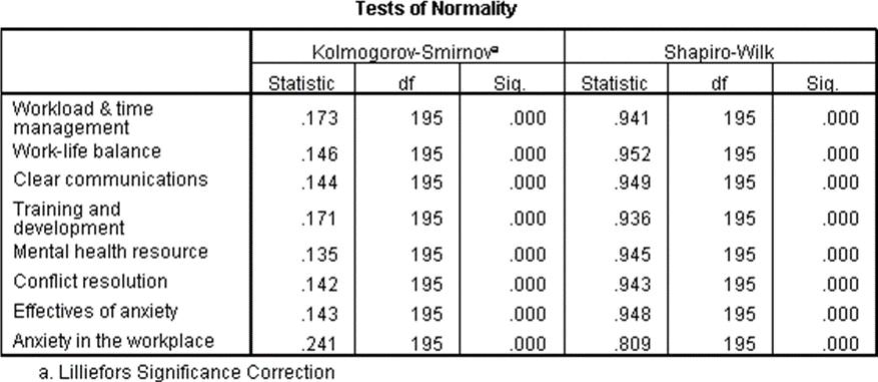 Tests of Normality
Kolmogorov-Smirnovᵃ Shapiro-Wilk
Statistic df Sig. Statistic df Sig.
Workload & time
management .173 195 .000 .941 195 .000
Work-life balance .146 195 .000 .952 195 .000
Clear communications .144 195 .000 .949 195 .000
Training and
development .171 195 .000 .936 195 .000
Mental health resource .135 195 .000 .945 195 .000
Conflict resolution .142 195 .000 .943 195 .000
Effectives of anxiety .143 195 .000 .948 195 .000
Anxiety in the workplace .241 195 .000 .809 195 .000
a. Lilliefors Significance Correction